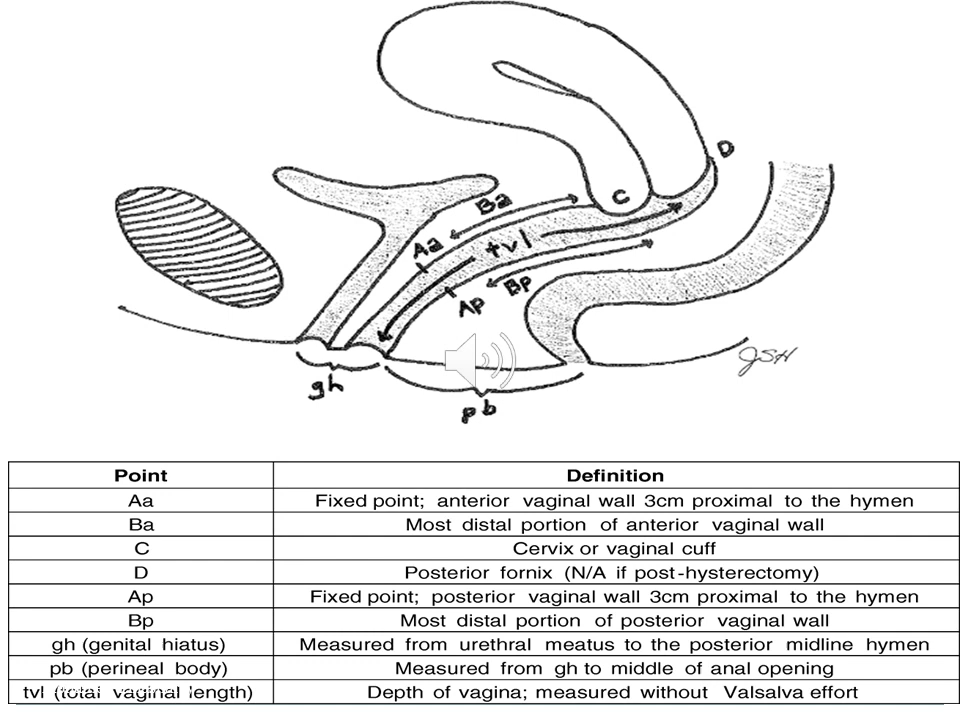 D
C
Ba
Aa
tvl
Bp
Ap
JSH
gh
pb
Point Definition
Aa Fixed point; anterior vaginal wall 3cm proximal to the hymen
Ba Most distal portion of anterior vaginal wall
C Cervix or vaginal cuff
D Posterior fornix (N/A if post-hysterectomy)
Ap Fixed point; posterior vaginal wall 3cm proximal to the hymen
Bp Most distal portion of posterior vaginal wall
gh (genital hiatus) Measured from urethral meatus to the posterior midline hymen
pb (perineal body) Measured from gh to middle of anal opening
tvl (total vaginal length) Depth of vagina; measured without Valsalva effort